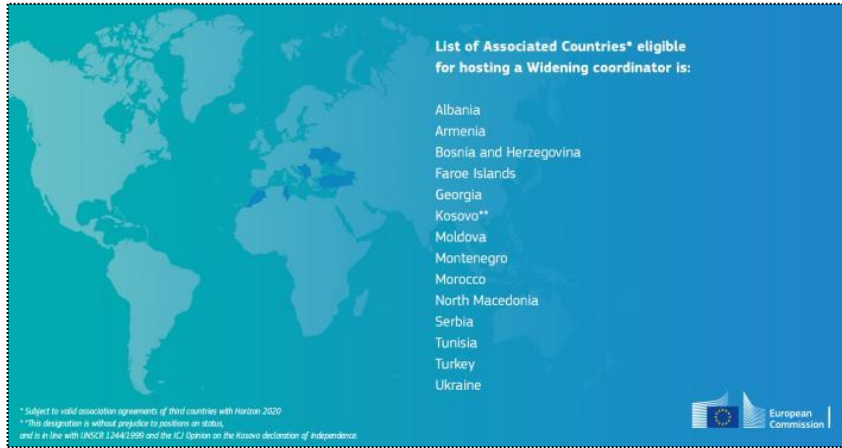 List of Associated Countries* eligible
for hosting a Widening coordinator is:
Albania
Armenia
Bosnia and Herzegovina
Faroe Islands
Georgia
Kosovo**
Moldova
Montenegro
Morocco
North Macedonia
Serbia
Tunisia
Turkey
Ukraine
* Subject to valid association agreements of third countries with Horizon 2020
**This designation is without prejudice to positions on status,
and is in line with UNSCR 1244/1999 and the ICJ Opinion on the Kosovo declaration of independence.
European
Commission